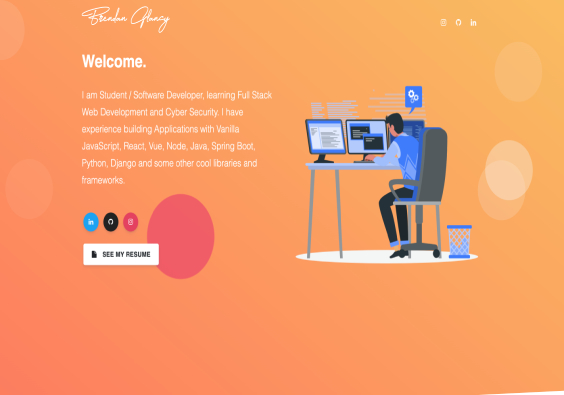 Brendan Glancy
Welcome.
I am Student / Software Developer, learning Full Stack
Web Development and Cyber Security. I have
experience building Applications with Vanilla
JavaScript, React, Vue, Node, Java, Spring Boot,
Python, Django and some other cool libraries and
frameworks.
in
in
SEE MY RESUME